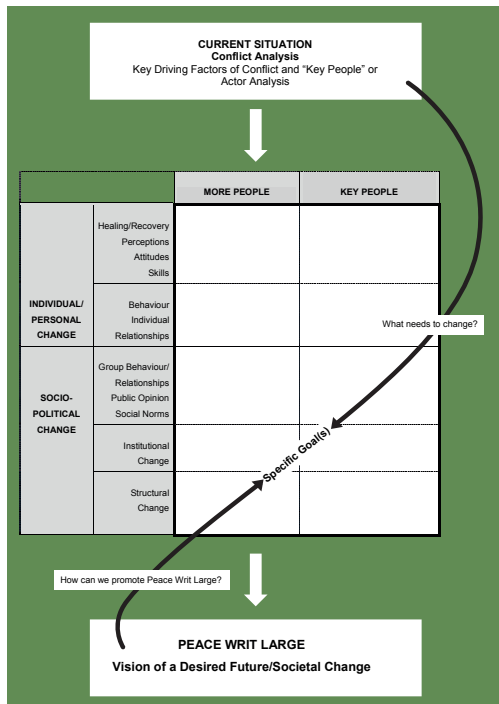 CURRENT SITUATION
Conflict Analysis
Key Driving Factors of Conflict and “Key People” or
Actor Analysis
MORE PEOPLE
KEY PEOPLE
Healing/Recovery
Perceptions
Attitudes
Skills
INDIVIDUAL/
PERSONAL
CHANGE
Behaviour
Individual
Relationships
What needs to change?
Group Behaviour/
Relationships
Public Opinion
Social Norms
SOCIO-
POLITICAL
CHANGE
Institutional
Change
Specific Goal(s)
Structural
Change
How can we promote Peace Writ Large?
PEACE WRIT LARGE
Vision of a Desired Future/Societal Change